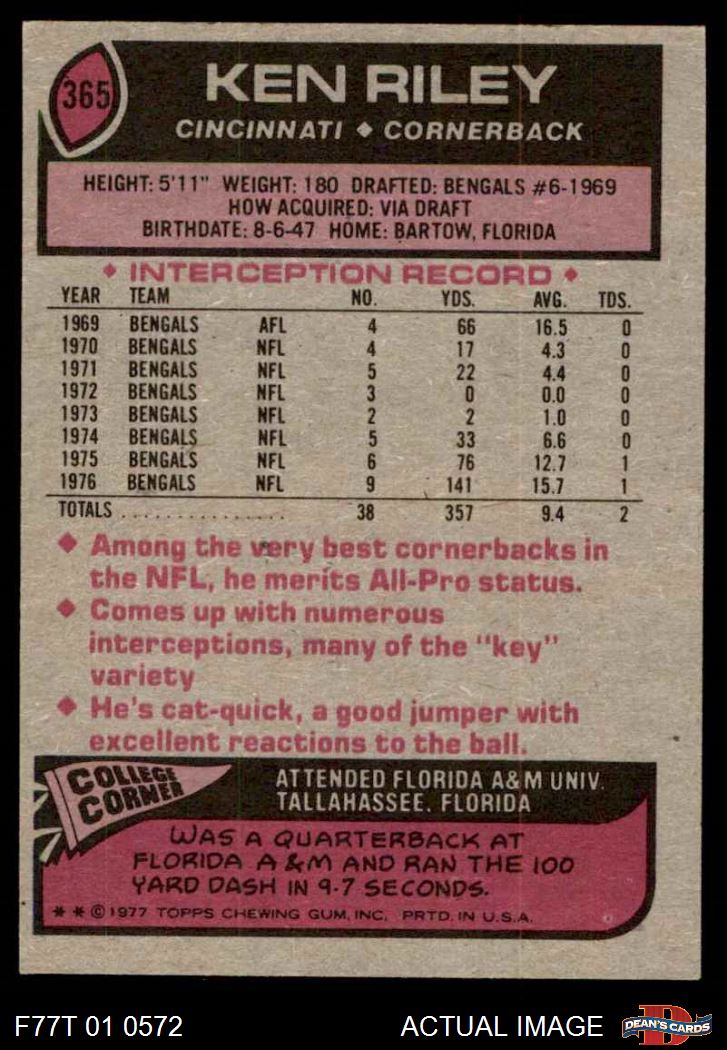 365
KEN RILEY
CINCINNATI ♦ CORNERBACK
HEIGHT: 5'11" WEIGHT: 180 DRAFTED: BENGALS #6-1969
HOW ACQUIRED: VIA DRAFT
BIRTHDATE: 8-6-47 HOME: BARTOW, FLORIDA
♦ INTERCEPTION RECORD ♦
YEAR TEAM NO. YDS. AVG. TDS.
1969 BENGALS AFL 4 66 16.5 0
1970 BENGALS NFL 4 17 4.3 0
1971 BENGALS NFL 5 22 4.4 0
1972 BENGALS NFL 3 0 0.0 0
1973 BENGALS NFL 2 2 1.0 0
1974 BENGALS NFL 5 33 6.6 0
1975 BENGALS NFL 6 76 12.7 1
1976 BENGALS NFL 9 141 15.7 1
TOTALS . . . . . . . . . . . . . . . 38 357 9.4 2
♦ Among the very best cornerbacks in
the NFL, he merits All-Pro status.
♦ Comes up with numerous
interceptions, many of the "key"
variety
♦ He's cat-quick, a good jumper with
excellent reactions to the ball.
COLLEGE
CORNER
ATTENDED FLORIDA A&M UNIV.
TALLAHASSEE, FLORIDA
WAS A QUARTERBACK AT
FLORIDA A&M AND RAN THE 100
YARD DASH IN 9.7 SECONDS.
* * © 1977 TOPPS CHEWING GUM, INC. PRTD. IN U.S.A.
F77T 01 0572
ACTUAL IMAGE
D
DEAN'S CARDS